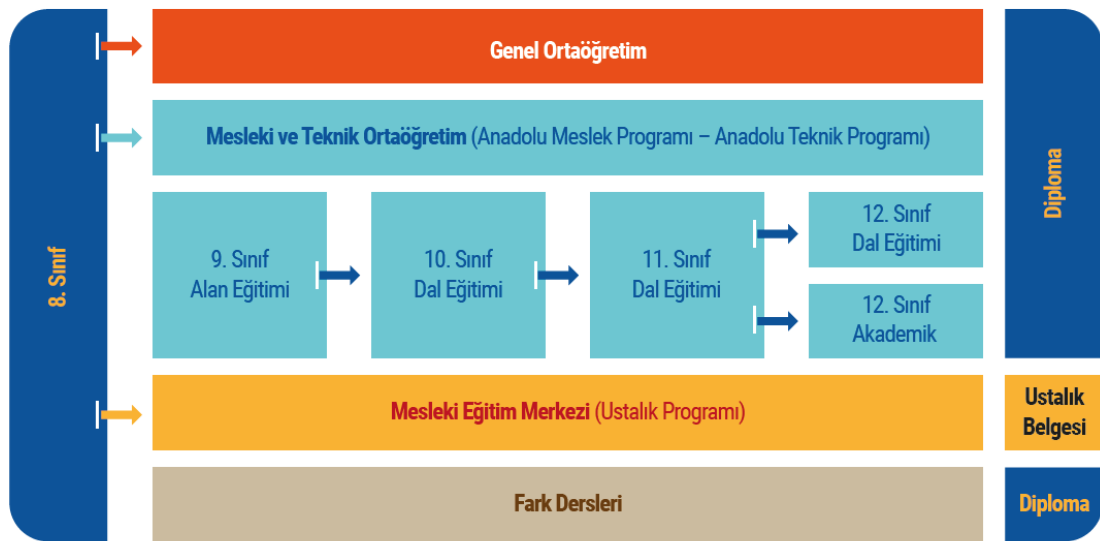 8. Sınıf
Genel Ortaöğretim
Mesleki ve Teknik Ortaöğretim (Anadolu Meslek Programı – Anadolu Teknik Programı)
9. Sınıf
Alan Eğitimi
10. Sınıf
Dal Eğitimi
11. Sınıf
Dal Eğitimi
12. Sınıf
Dal Eğitimi
12. Sınıf
Akademik
Diploma
Mesleki Eğitim Merkezi (Ustalık Programı)
Ustalık
Belgesi
Fark Dersleri
Diploma